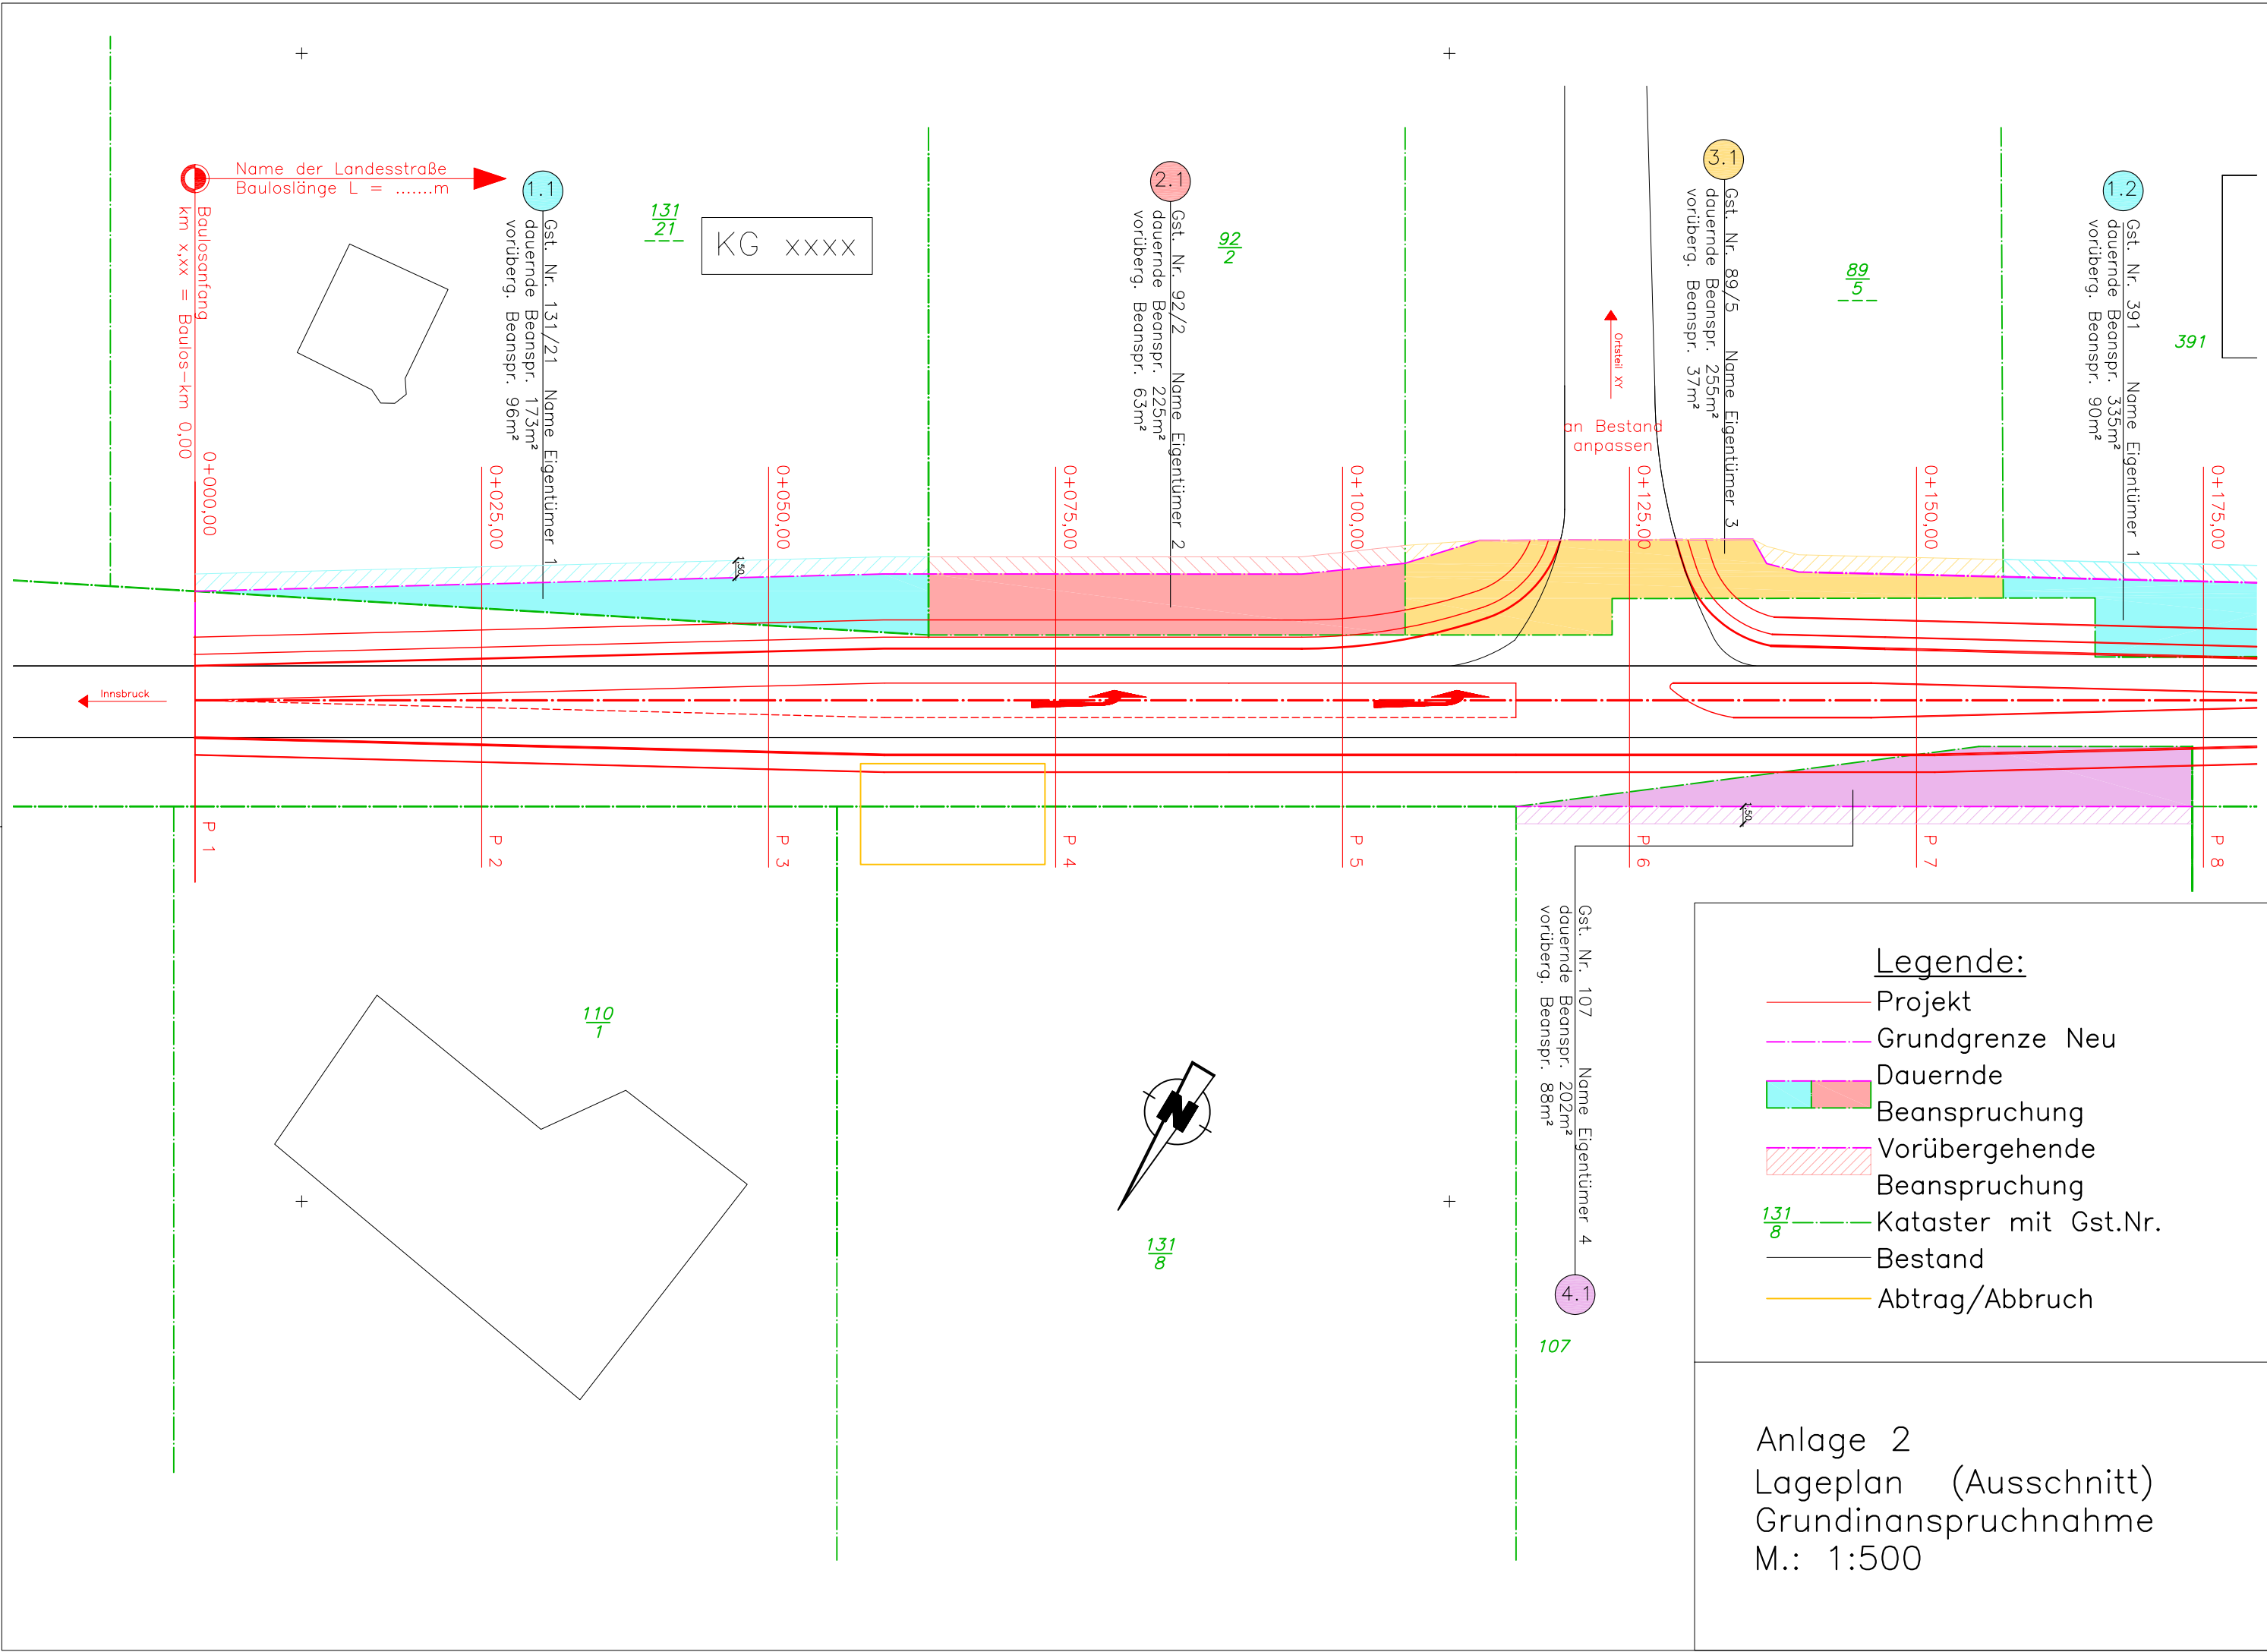 Name der Landesstraße
Bauloslänge L = .......m
Baulosanfang
km x,xx = Baulos-km 0,00
1.1
Gst. Nr. 131/21 Name Eigentümer 1
dauernde Beanspr. 173m²
vorüberg. Beanspr. 96m²
131
21
KG xxxx
2.1
Gst. Nr. 92/2 Name Eigentümer 2
dauernde Beanspr. 225m²
vorüberg. Beanspr. 63m²
92
2
3.1
Gst. Nr. 89/5 Name Eigentümer 3
dauernde Beanspr. 255m²
vorüberg. Beanspr. 37m²
89
5
1.2
Gst. Nr. 391 Name Eigentümer 1
dauernde Beanspr. 335m²
vorüberg. Beanspr. 90m²
391
Ortsteil XY
an Bestand
anpassen
0+000,00
0+025,00
0+050,00
0+075,00
0+100,00
0+125,00
0+150,00
0+175,00
1.50
Innsbruck
1.50
P 1
P 2
P 3
P 4
P 5
P 6
P 7
P 8
110
1
N
131
8
Gst. Nr. 107 Name Eigentümer 4
dauernde Beanspr. 202m²
vorüberg. Beanspr. 88m²
4.1
107
Legende:
Projekt
Grundgrenze Neu
Dauernde
Beanspruchung
Vorübergehende
Beanspruchung
131
8
Kataster mit Gst.Nr.
Bestand
Abtrag/Abbruch
Anlage 2
Lageplan (Ausschnitt)
Grundinanspruchnahme
M.: 1:500